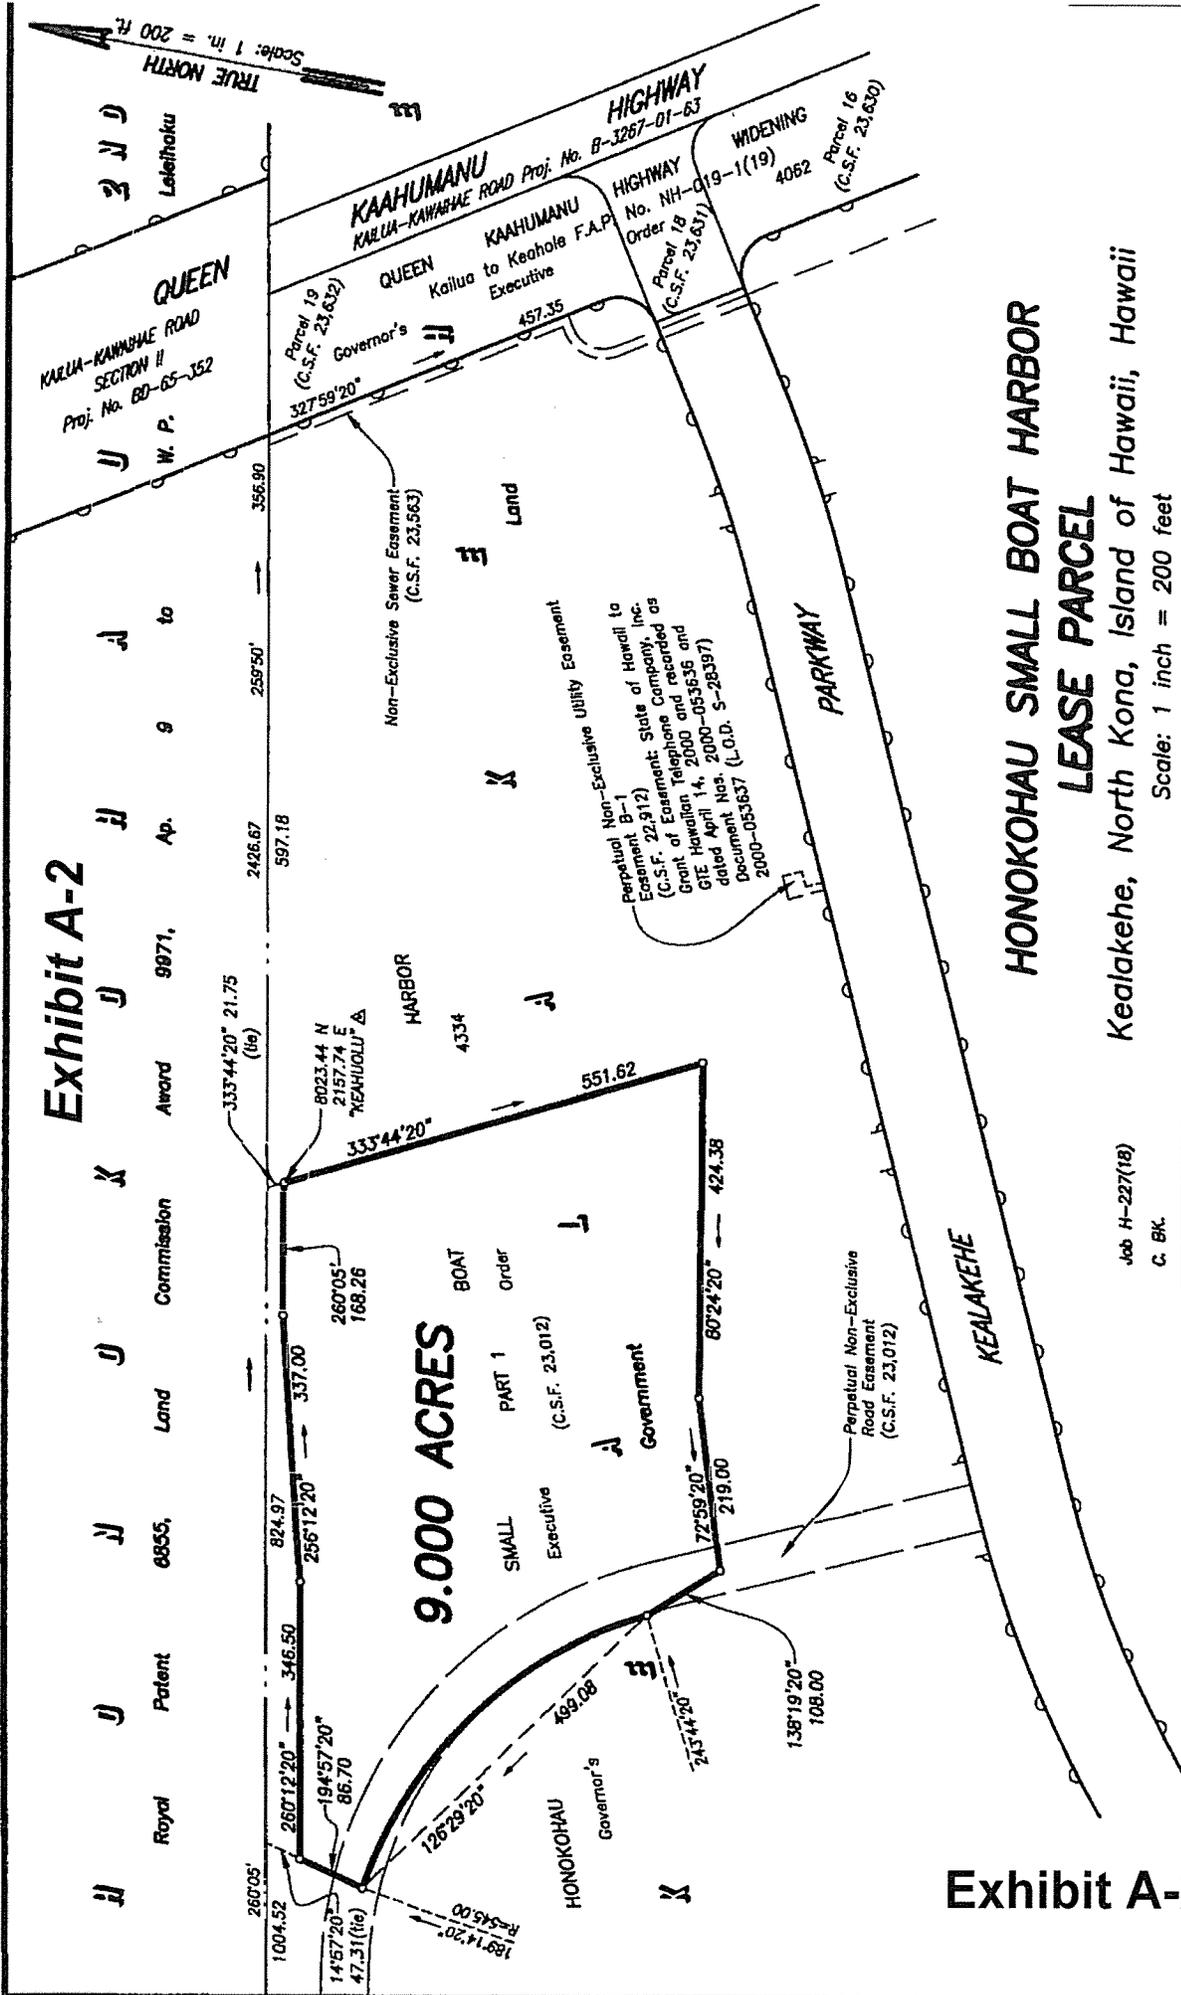 Exhibit A-2
TRUE NORTH
Scale: 1 in. = 200 ft.
K E A H U O L U
Royal Patent 6855, Land Commission Award 9971, Ap. 9 to W. P. Leleihoku
KAILUA-KAWAIHAE ROAD
SECTION II
Proj. No. BD-65-352
QUEEN
KAAHUMANU
HIGHWAY
KAILUA-KAWAIHAE ROAD Proj. No. B-3267-01-63
QUEEN KAAHUMANU HIGHWAY WIDENING
Kailua to Keahole F.A.P. No. NH-019-1(19)
Governor's Executive Order 4062
Parcel 19
(C.S.F. 23,632)
Parcel 18
(C.S.F. 23,631)
Parcel 16
(C.S.F. 23,630)
260°05'
1004.52
824.97
2426.67
597.18
259°50'
356.90
327°59'20"
457.35
333°44'20" 21.75
(tie)
8023.44 N
2157.74 E
"KEAHUOLU"
14°57'20"
47.31(tie)
194°57'20"
86.70
260°12'20"
346.50
256°12'20"
337.00
260°05'
168.26
333°44'20"
551.62
80°24'20"
424.38
72°59'20"
219.00
138°19'20"
108.00
243°44'20"
126°29'20"
499.08
189°14'20"
R=545.00
9.000 ACRES
HONOKOHAU SMALL BOAT HARBOR
PART 1
Governor's Executive Order 4334
(C.S.F. 23,012)
Government Land
K E A L A K E H E
Non-Exclusive Sewer Easement
(C.S.F. 23,563)
Perpetual Non-Exclusive Utility Easement
Easement B-1
(C.S.F. 22,912)
Grant of Easement: State of Hawaii to
GTE Hawaiian Telephone Company, Inc.
dated April 14, 2000 and recorded as
Document Nos. 2000-053636 and
2000-053637 (L.O.D. S-28397)
Perpetual Non-Exclusive
Road Easement
(C.S.F. 23,012)
KEALAKEHE PARKWAY
HONOKOHAU SMALL BOAT HARBOR
LEASE PARCEL
Kealakehe, North Kona, Island of Hawaii, Hawaii
Scale: 1 inch = 200 feet
Job H-227(18)
C. BK.
Exhibit A-